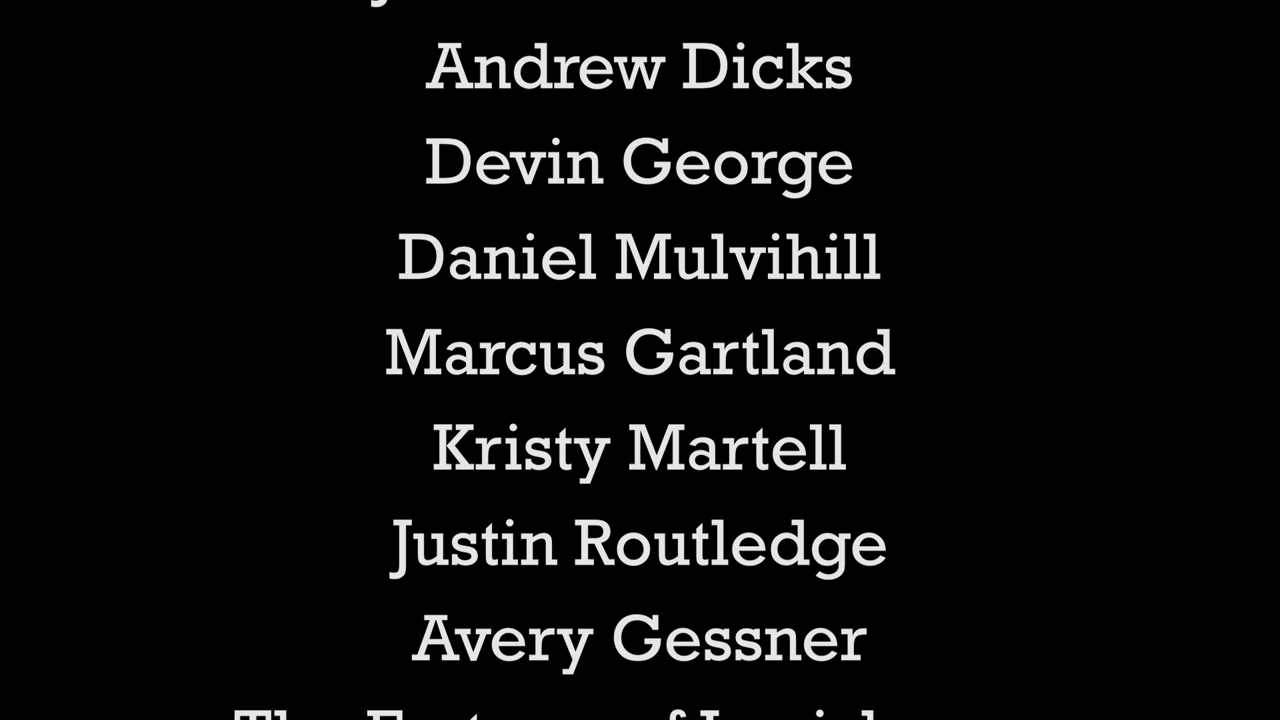 Andrew Dicks
Devin George
Daniel Mulvihill
Marcus Gartland
Kristy Martell
Justin Routledge
Avery Gessner